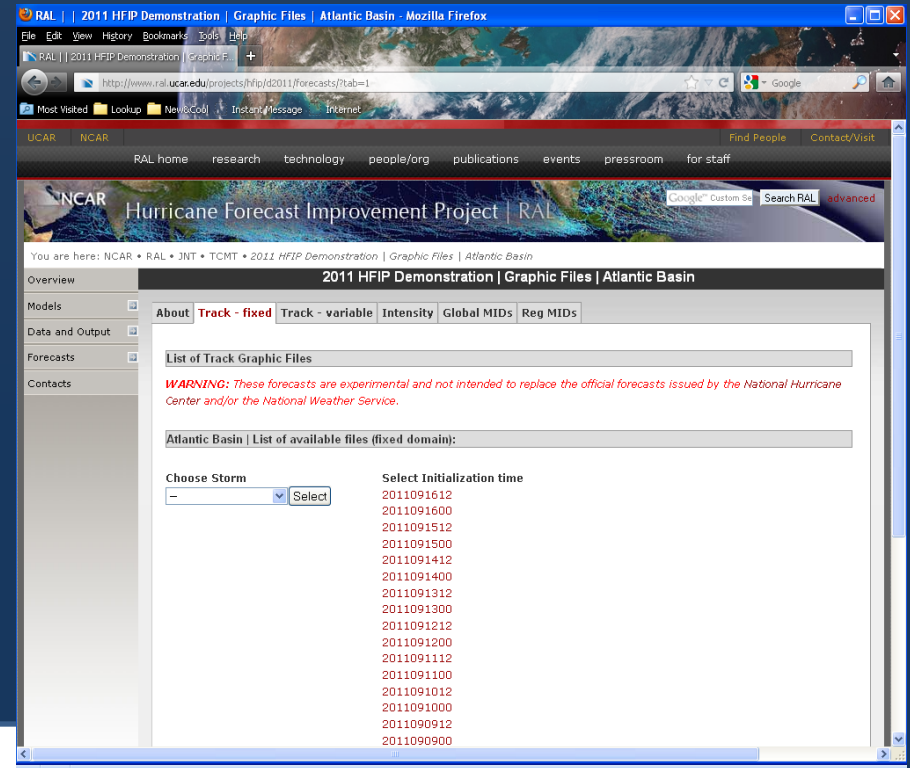 RAL | | 2011 HFIP Demonstration | Graphic Files | Atlantic Basin - Mozilla Firefox
File Edit View History Bookmarks Tools Help
RAL | | 2011 HFIP Demonstration | Graphic F... +
http://www.ral.ucar.edu/projects/hfip/d2011/forecasts/?tab=1 Google
Most Visited Lookup New&Cool Instant Message Internet
UCAR NCAR Find People Contact/Visit
RAL home research technology people/org publications events pressroom for staff
NCAR Hurricane Forecast Improvement Project | RAL Google™ Custom Se Search RAL advanced
You are here: NCAR • RAL • JNT • TCMT • 2011 HFIP Demonstration | Graphic Files | Atlantic Basin
2011 HFIP Demonstration | Graphic Files | Atlantic Basin
Overview
Models
Data and Output
Forecasts
Contacts
About Track - fixed Track - variable Intensity Global MIDs Reg MIDs
List of Track Graphic Files
WARNING: These forecasts are experimental and not intended to replace the official forecasts issued by the National Hurricane
Center and/or the National Weather Service.
Atlantic Basin | List of available files (fixed domain):
Choose Storm Select Initialization time
-- Select
2011091612
2011091600
2011091512
2011091500
2011091412
2011091400
2011091312
2011091300
2011091212
2011091200
2011091112
2011091100
2011091012
2011091000
2011090912
2011090900